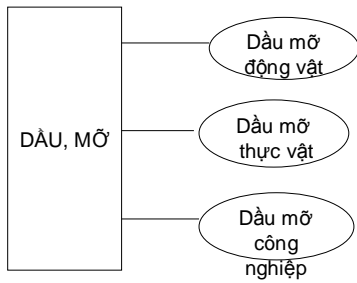 DẦU, MỠ
Dầu mỡ
động vật
Dầu mỡ
thực vật
Dầu mỡ
công
nghiệp